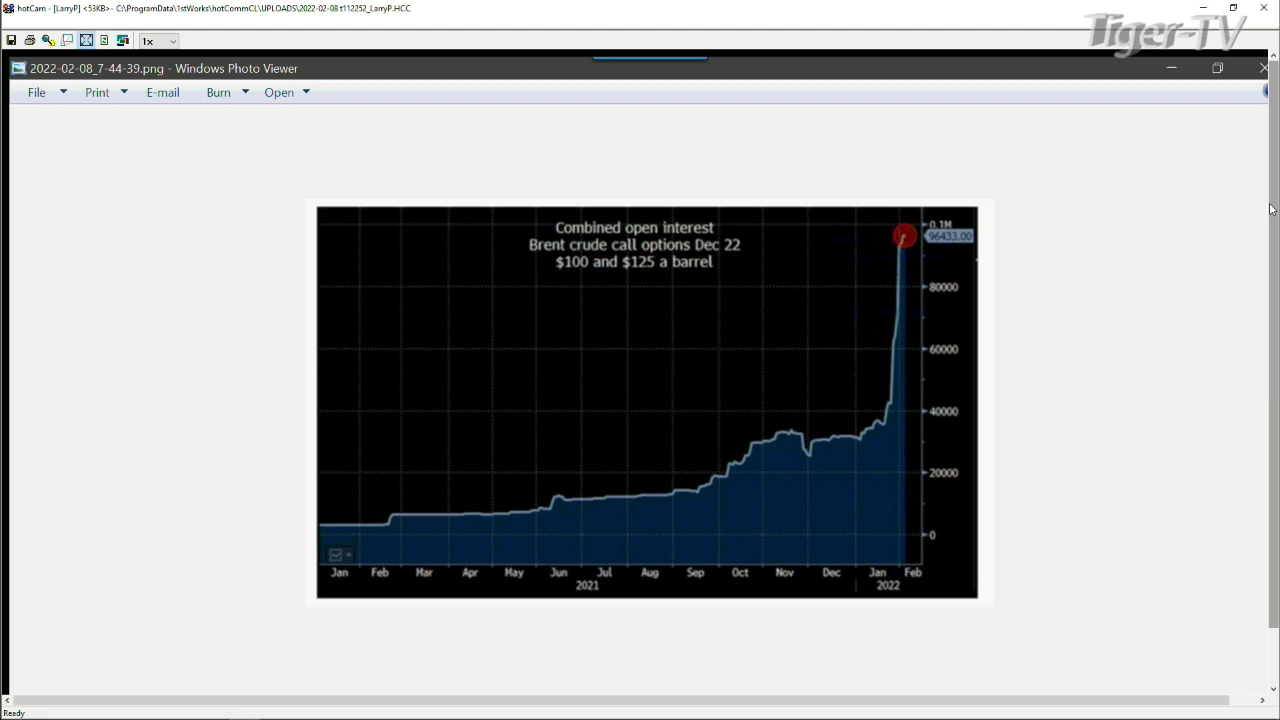 hotCam - [LarryP] <53KB>- C:\ProgramData\1stWorks\hotCommCL\UPLOADS\2022-02-08 t112252_LarryP.HCC
Tiger-TV
1x
2022-02-08_7-44-39.png - Windows Photo Viewer
File Print E-mail Burn Open
Combined open interest
Brent crude call options Dec 22
$100 and $125 a barrel
0.1M
96433.00
80000
60000
40000
20000
0
Jan Feb Mar Apr May Jun Jul Aug Sep Oct Nov Dec Jan Feb
2021 2022
Ready